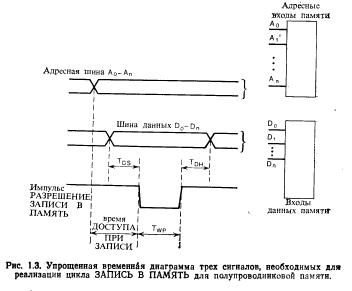 Адресные
входы памяти
A₀
A₁
Aₙ
Адресная шина A₀–Aₙ
Шина данных D₀–Dₙ
D₀
D₁
Dₙ
T_DS
T_DH
Импульс
РАЗРЕШЕНИЕ
ЗАПИСИ В
ПАМЯТЬ
время
ДОСТУПА
ПРИ
ЗАПИСИ
T_WP
Входы
данных памяти
Рис. 1.3. Упрощенная временна́я диаграмма трех сигналов, необходимых для
реализации цикла ЗАПИСЬ В ПАМЯТЬ для полупроводниковой памяти.